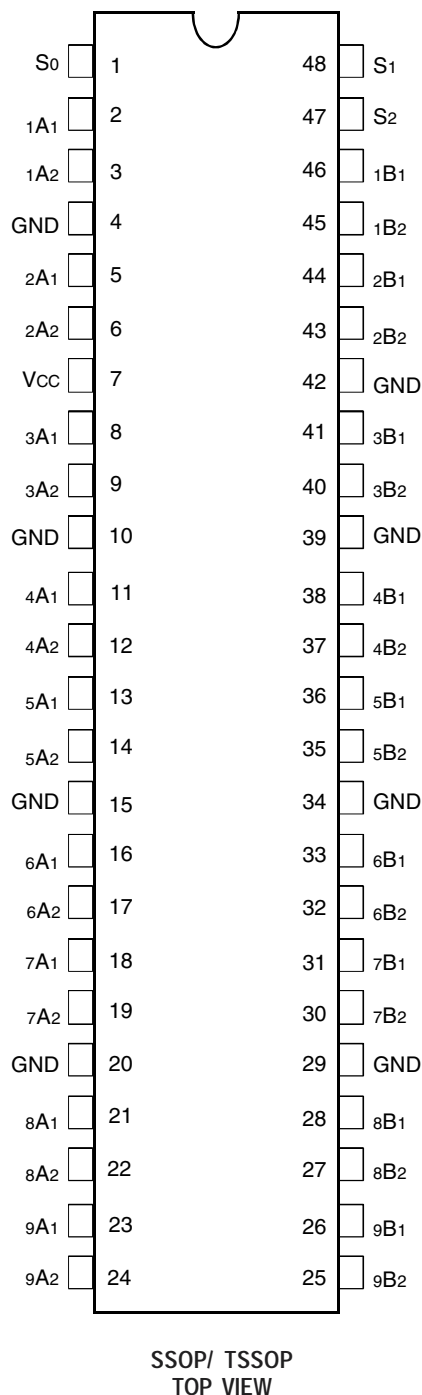 S0 1 48 S1
1A1 2 47 S2
1A2 3 46 1B1
GND 4 45 1B2
2A1 5 44 2B1
2A2 6 43 2B2
VCC 7 42 GND
3A1 8 41 3B1
3A2 9 40 3B2
GND 10 39 GND
4A1 11 38 4B1
4A2 12 37 4B2
5A1 13 36 5B1
5A2 14 35 5B2
GND 15 34 GND
6A1 16 33 6B1
6A2 17 32 6B2
7A1 18 31 7B1
7A2 19 30 7B2
GND 20 29 GND
8A1 21 28 8B1
8A2 22 27 8B2
9A1 23 26 9B1
9A2 24 25 9B2
SSOP/ TSSOP
TOP VIEW